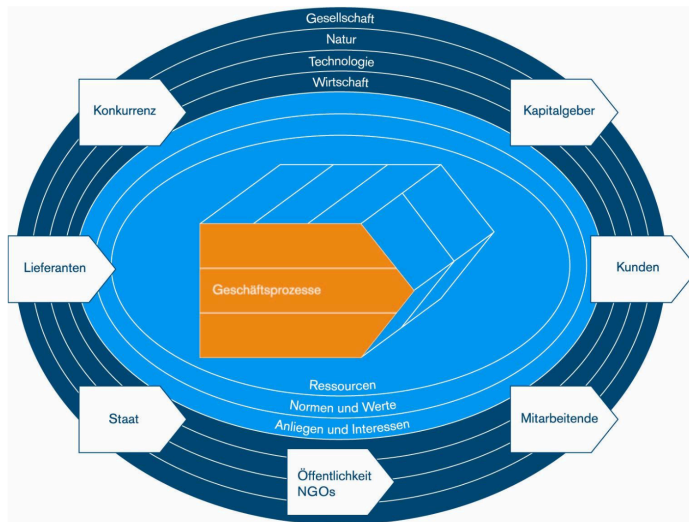 Gesellschaft
Natur
Technologie
Wirtschaft
Konkurrenz
Kapitalgeber
Lieferanten
Geschäftsprozesse
Kunden
Ressourcen
Normen und Werte
Anliegen und Interessen
Staat
Mitarbeitende
Öffentlichkeit
NGOs